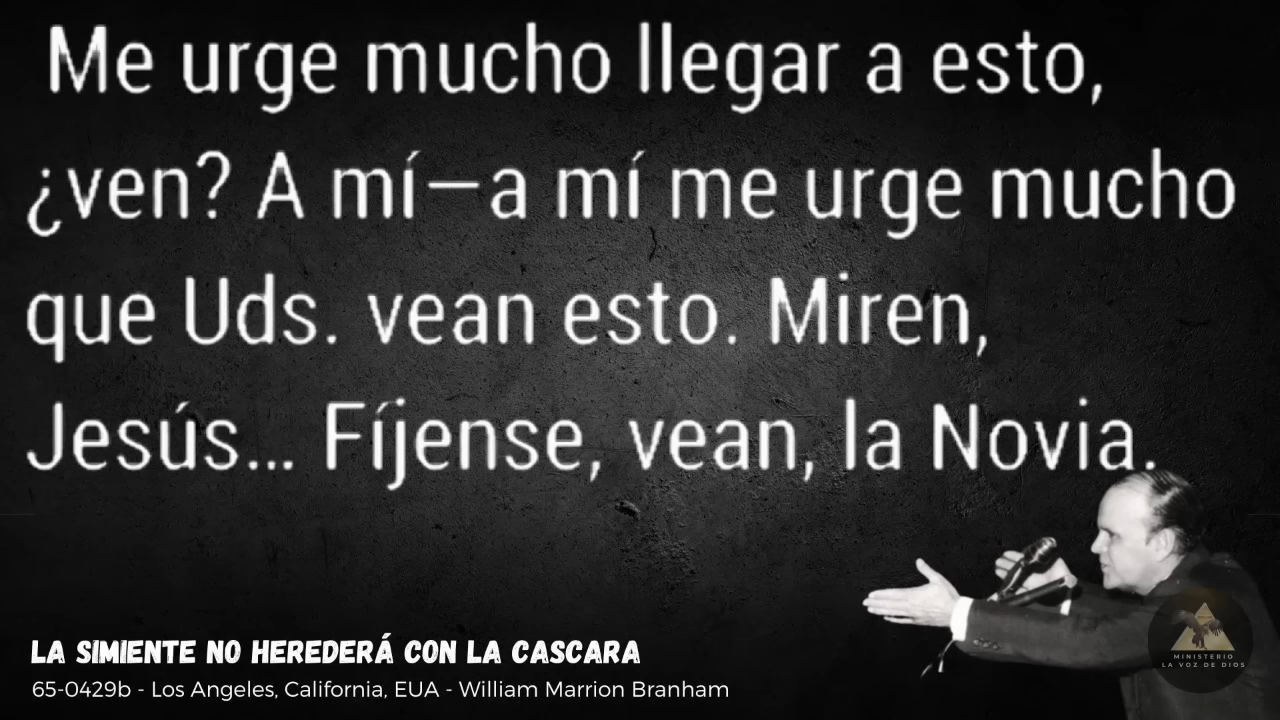 Me urge mucho llegar a esto,
¿ven? A mí—a mí me urge mucho
que Uds. vean esto. Miren,
Jesús... Fíjense, vean, la Novia.
LA SIMIENTE NO HEREDERÁ CON LA CASCARA
65-0429b - Los Angeles, California, EUA - William Marrion Branham
MINISTERIO
LA VOZ DE DIOS